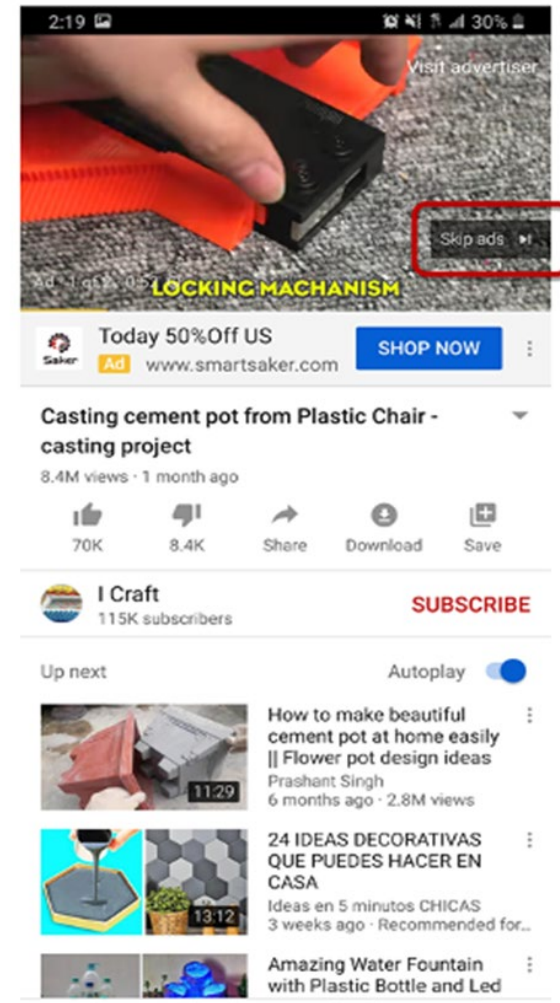 2:19
30%
Visit advertiser
Skip ads
Ad · 1 of 2 ·
LOCKING MACHANISM
Saker
Today 50%Off US
Ad www.smartsaker.com
SHOP NOW
Casting cement pot from Plastic Chair -
casting project
8.4M views · 1 month ago
70K 8.4K Share Download Save
I Craft
115K subscribers
SUBSCRIBE
Up next
Autoplay
How to make beautiful
cement pot at home easily
|| Flower pot design ideas
Prashant Singh
6 months ago · 2.8M views
11:29
24 IDEAS DECORATIVAS
QUE PUEDES HACER EN
CASA
Ideas en 5 minutos CHICAS
3 weeks ago · Recommended for...
13:12
Amazing Water Fountain
with Plastic Bottle and Led